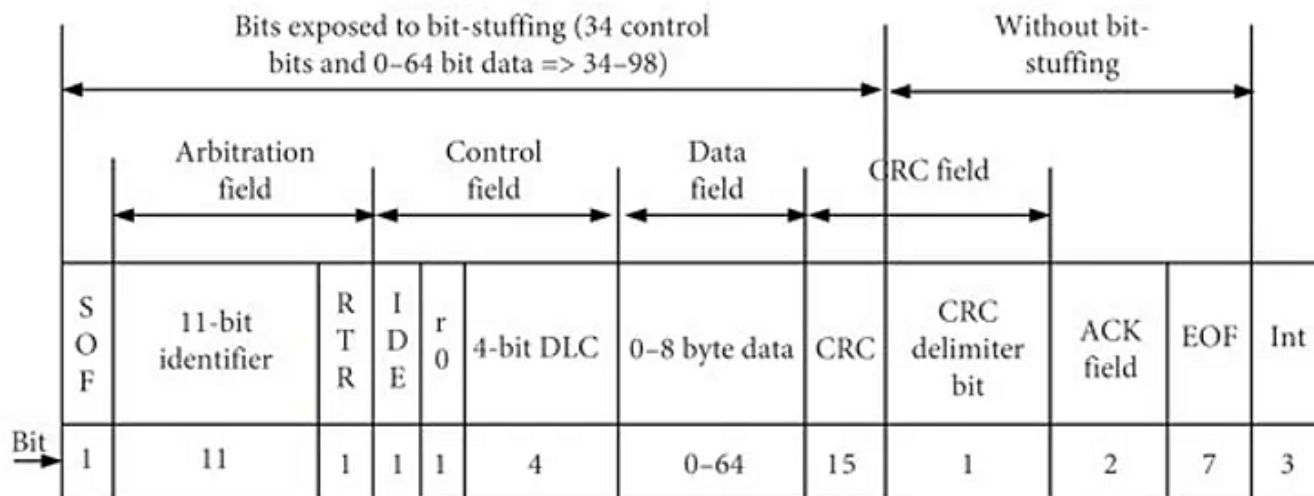 Bits exposed to bit-stuffing (34 control
bits and 0–64 bit data => 34–98)
Without bit-
stuffing
Arbitration
field
Control
field
Data
field
CRC field
S
O
F
11-bit
identifier
R
T
R
I
D
E
r
0
4-bit DLC
0–8 byte data
CRC
CRC
delimiter
bit
ACK
field
EOF
Int
Bit
1
11
1
1
1
4
0–64
15
1
2
7
3